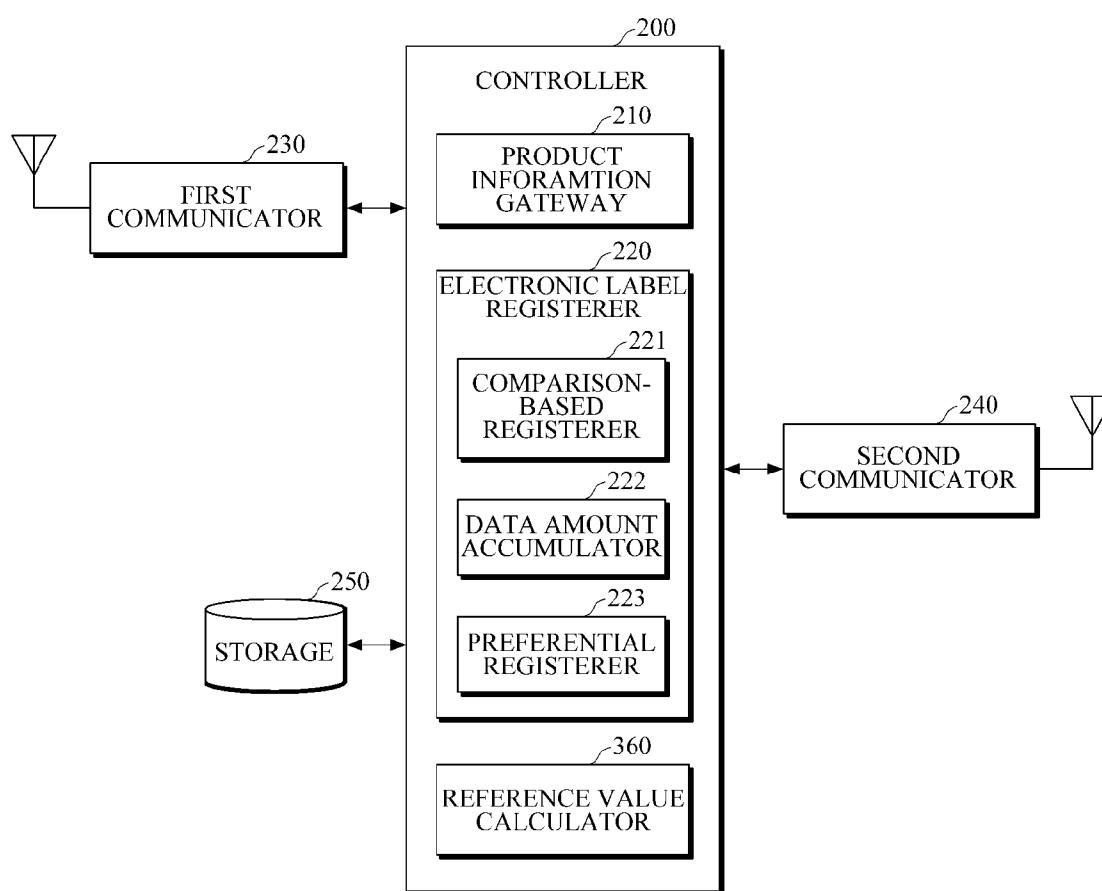 200
CONTROLLER
210
PRODUCT
INFORAMTION
GATEWAY
230
FIRST
COMMUNICATOR
220
ELECTRONIC LABEL
REGISTERER
221
COMPARISON-
BASED
REGISTERER
240
SECOND
COMMUNICATOR
222
DATA AMOUNT
ACCUMULATOR
250
STORAGE
223
PREFERENTIAL
REGISTERER
360
REFERENCE VALUE
CALCULATOR